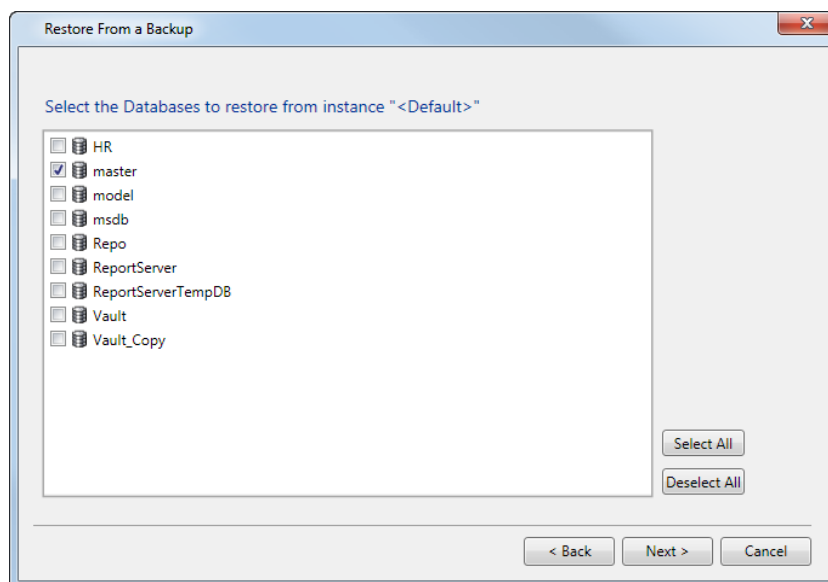 Restore From a Backup
Select the Databases to restore from instance "<Default>"
HR
master
model
msdb
Repo
ReportServer
ReportServerTempDB
Vault
Vault_Copy
Select All
Deselect All
< Back
Next >
Cancel